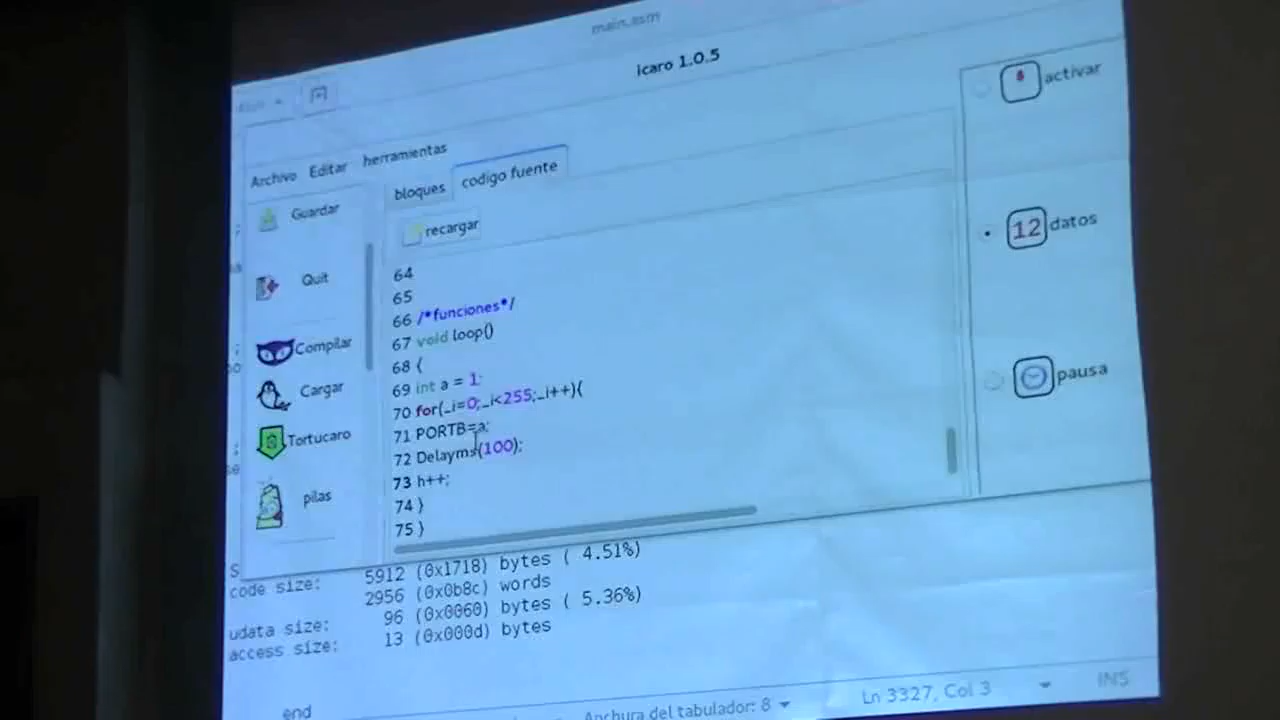 main.asm
icaro 1.0.5
Archivo Editar herramientas
Guardar
Quit
Compilar
Cargar
Tortucaro
pilas
bloques codigo fuente
recargar
64
65
66 /*funciones*/
67 void loop()
68 {
69 int a = 1;
70 for(_i=0;_i<255;_i++){
71 PORTB=a;
72 Delayms(100);
73 h++;
74 }
75 }
activar
12 datos
pausa
code size: 5912 (0x1718) bytes ( 4.51%)
2956 (0x0b8c) words
udata size: 96 (0x0060) bytes ( 5.36%)
access size: 13 (0x000d) bytes
end
Anchura del tabulador: 8 Ln 3327, Col 3 INS